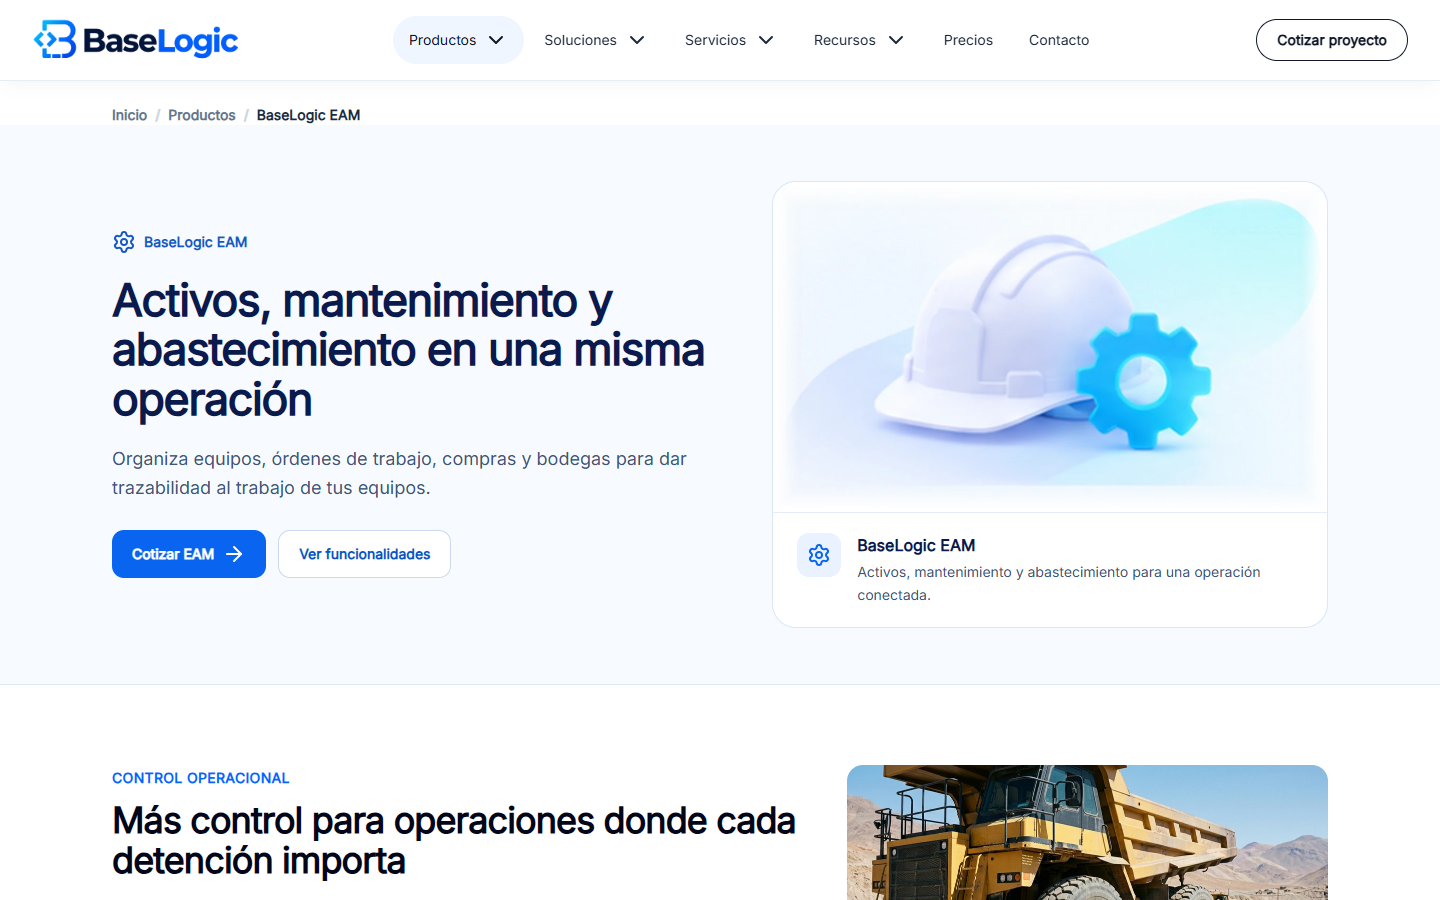 BaseLogic
Productos
Soluciones
Servicios
Recursos
Precios
Contacto
Cotizar proyecto
Inicio / Productos / BaseLogic EAM
BaseLogic EAM
Activos, mantenimiento y
abastecimiento en una misma
operación
Organiza equipos, órdenes de trabajo, compras y bodegas para dar
trazabilidad al trabajo de tus equipos.
Cotizar EAM
Ver funcionalidades
BaseLogic EAM
Activos, mantenimiento y abastecimiento para una operación
conectada.
CONTROL OPERACIONAL
Más control para operaciones donde cada
detención importa